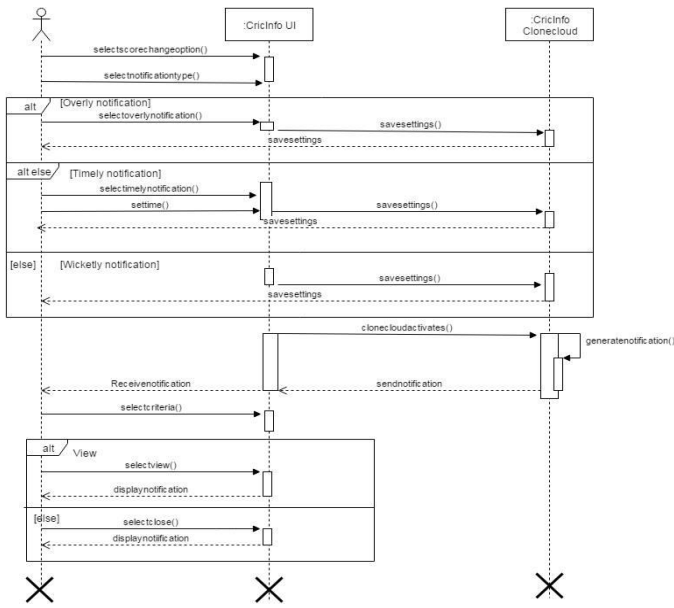 :CricInfo UI
:CricInfo
Clonecloud
selectscorechangeoption()
selectnotificationtype()
alt
[Overly notification]
selectoverlynotification()
savesettings()
savesettings
alt else
[Timely notification]
selectimelynotification()
settime()
savesettings()
savesettings
[else]
[Wicketly notification]
savesettings()
savesettings
clonecloudactivates()
generatenotification()
Receivenotification
sendnotification
selectcriteria()
alt
View
selectview()
displaynotification
[else]
selectclose()
displaynotiification